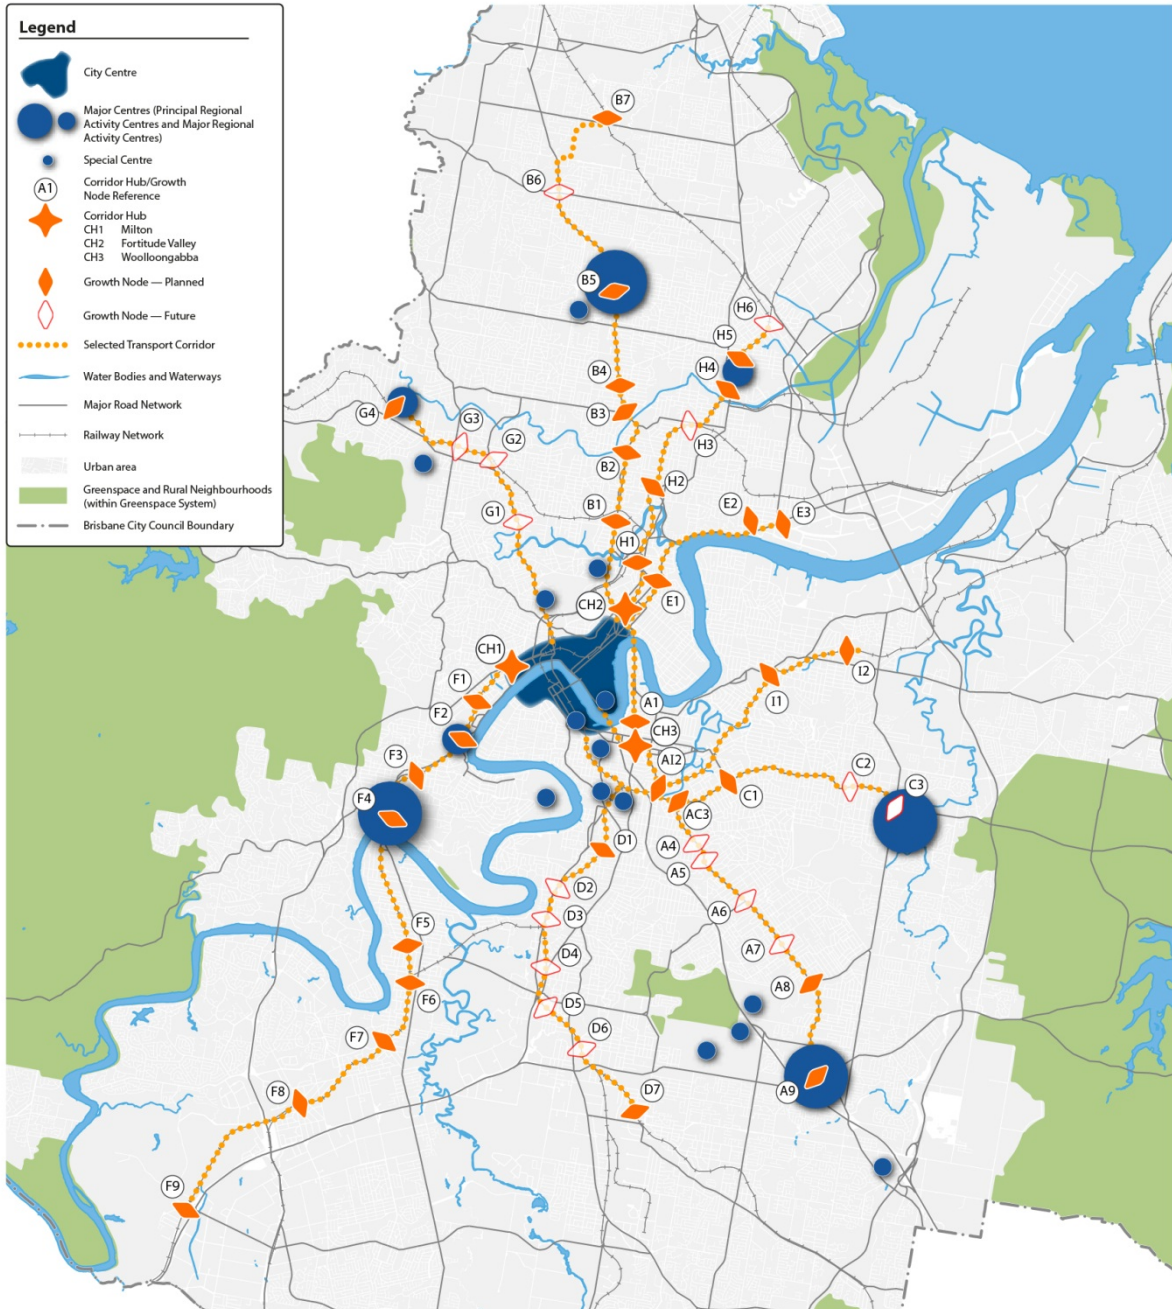 Legend
City Centre
Major Centres (Principal Regional
Activity Centres and Major Regional
Activity Centres)
Special Centre
A1
Corridor Hub/Growth
Node Reference
Corridor Hub
CH1 Milton
CH2 Fortitude Valley
CH3 Woolloongabba
Growth Node — Planned
Growth Node — Future
Selected Transport Corridor
Water Bodies and Waterways
Major Road Network
Railway Network
Urban area
Greenspace and Rural Neighbourhoods
(within Greenspace System)
Brisbane City Council Boundary
B7
B6
B5
H6
H5
H4
B4
G4
G3
B3
G2
H3
B2
H2
G1
B1
E2
E3
H1
CH2
E1
CH1
F1
I2
A1
I1
F2
CH3
AI2
F3
C2
C3
F4
C1
AC3
D1
A4
A5
D2
A6
D3
F5
A7
D4
A8
F6
D5
D6
F7
F8
D7
A9
F9